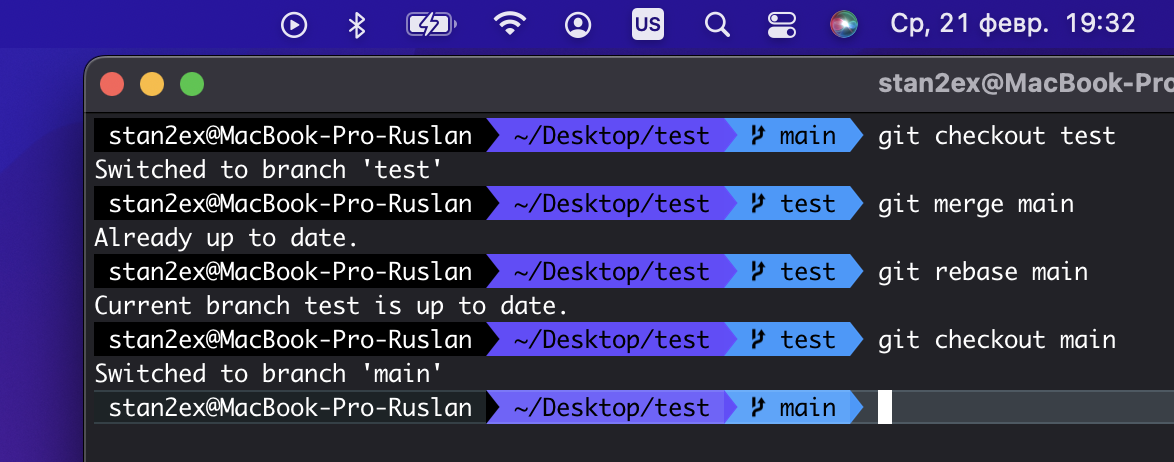 US Ср, 21 февр. 19:32
stan2ex@MacBook-Pro
stan2ex@MacBook-Pro-Ruslan ~/Desktop/test main git checkout test
Switched to branch 'test'
stan2ex@MacBook-Pro-Ruslan ~/Desktop/test test git merge main
Already up to date.
stan2ex@MacBook-Pro-Ruslan ~/Desktop/test test git rebase main
Current branch test is up to date.
stan2ex@MacBook-Pro-Ruslan ~/Desktop/test test git checkout main
Switched to branch 'main'
stan2ex@MacBook-Pro-Ruslan ~/Desktop/test main